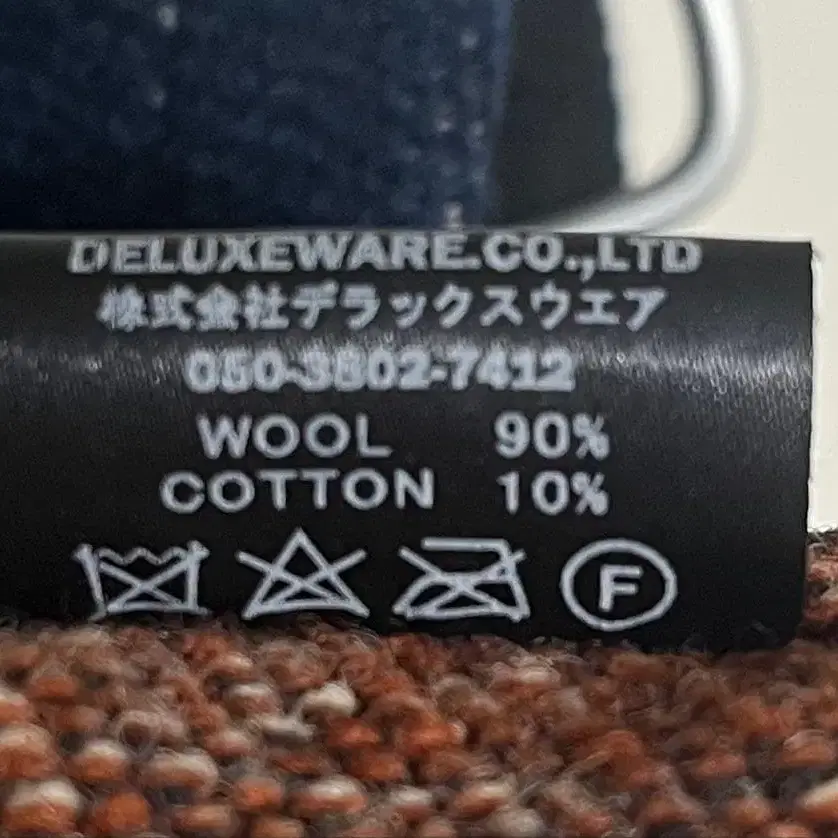 DELUXEWARE.CO.,LTD
株式会社デラックスウエア
050-3802-7412
WOOL 90%
COTTON 10%
F